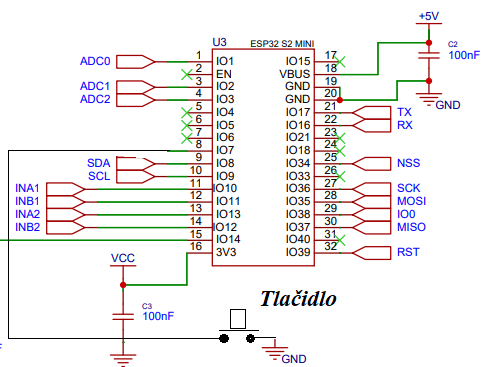 +5V
U3
ESP32 S2 MINI
C2
100nF
GND
ADC0 1 IO1 IO15 17
2 EN VBUS 18
ADC1 3 IO2 GND 19
ADC2 4 IO3 GND 20
5 IO4 IO17 21 TX
6 IO5 IO16 22 RX
7 IO6 IO21 23
8 IO7 IO18 24
SDA 9 IO8 IO34 25 NSS
SCL 10 IO9 IO33 26
INA1 11 IO10 IO36 27 SCK
INB1 12 IO11 IO35 28 MOSI
INA2 13 IO13 IO38 29 IO0
INB2 14 IO12 IO37 30 MISO
15 IO14 IO40 31
16 3V3 IO39 32 RST
VCC
C3
100nF
Tlačidlo
GND